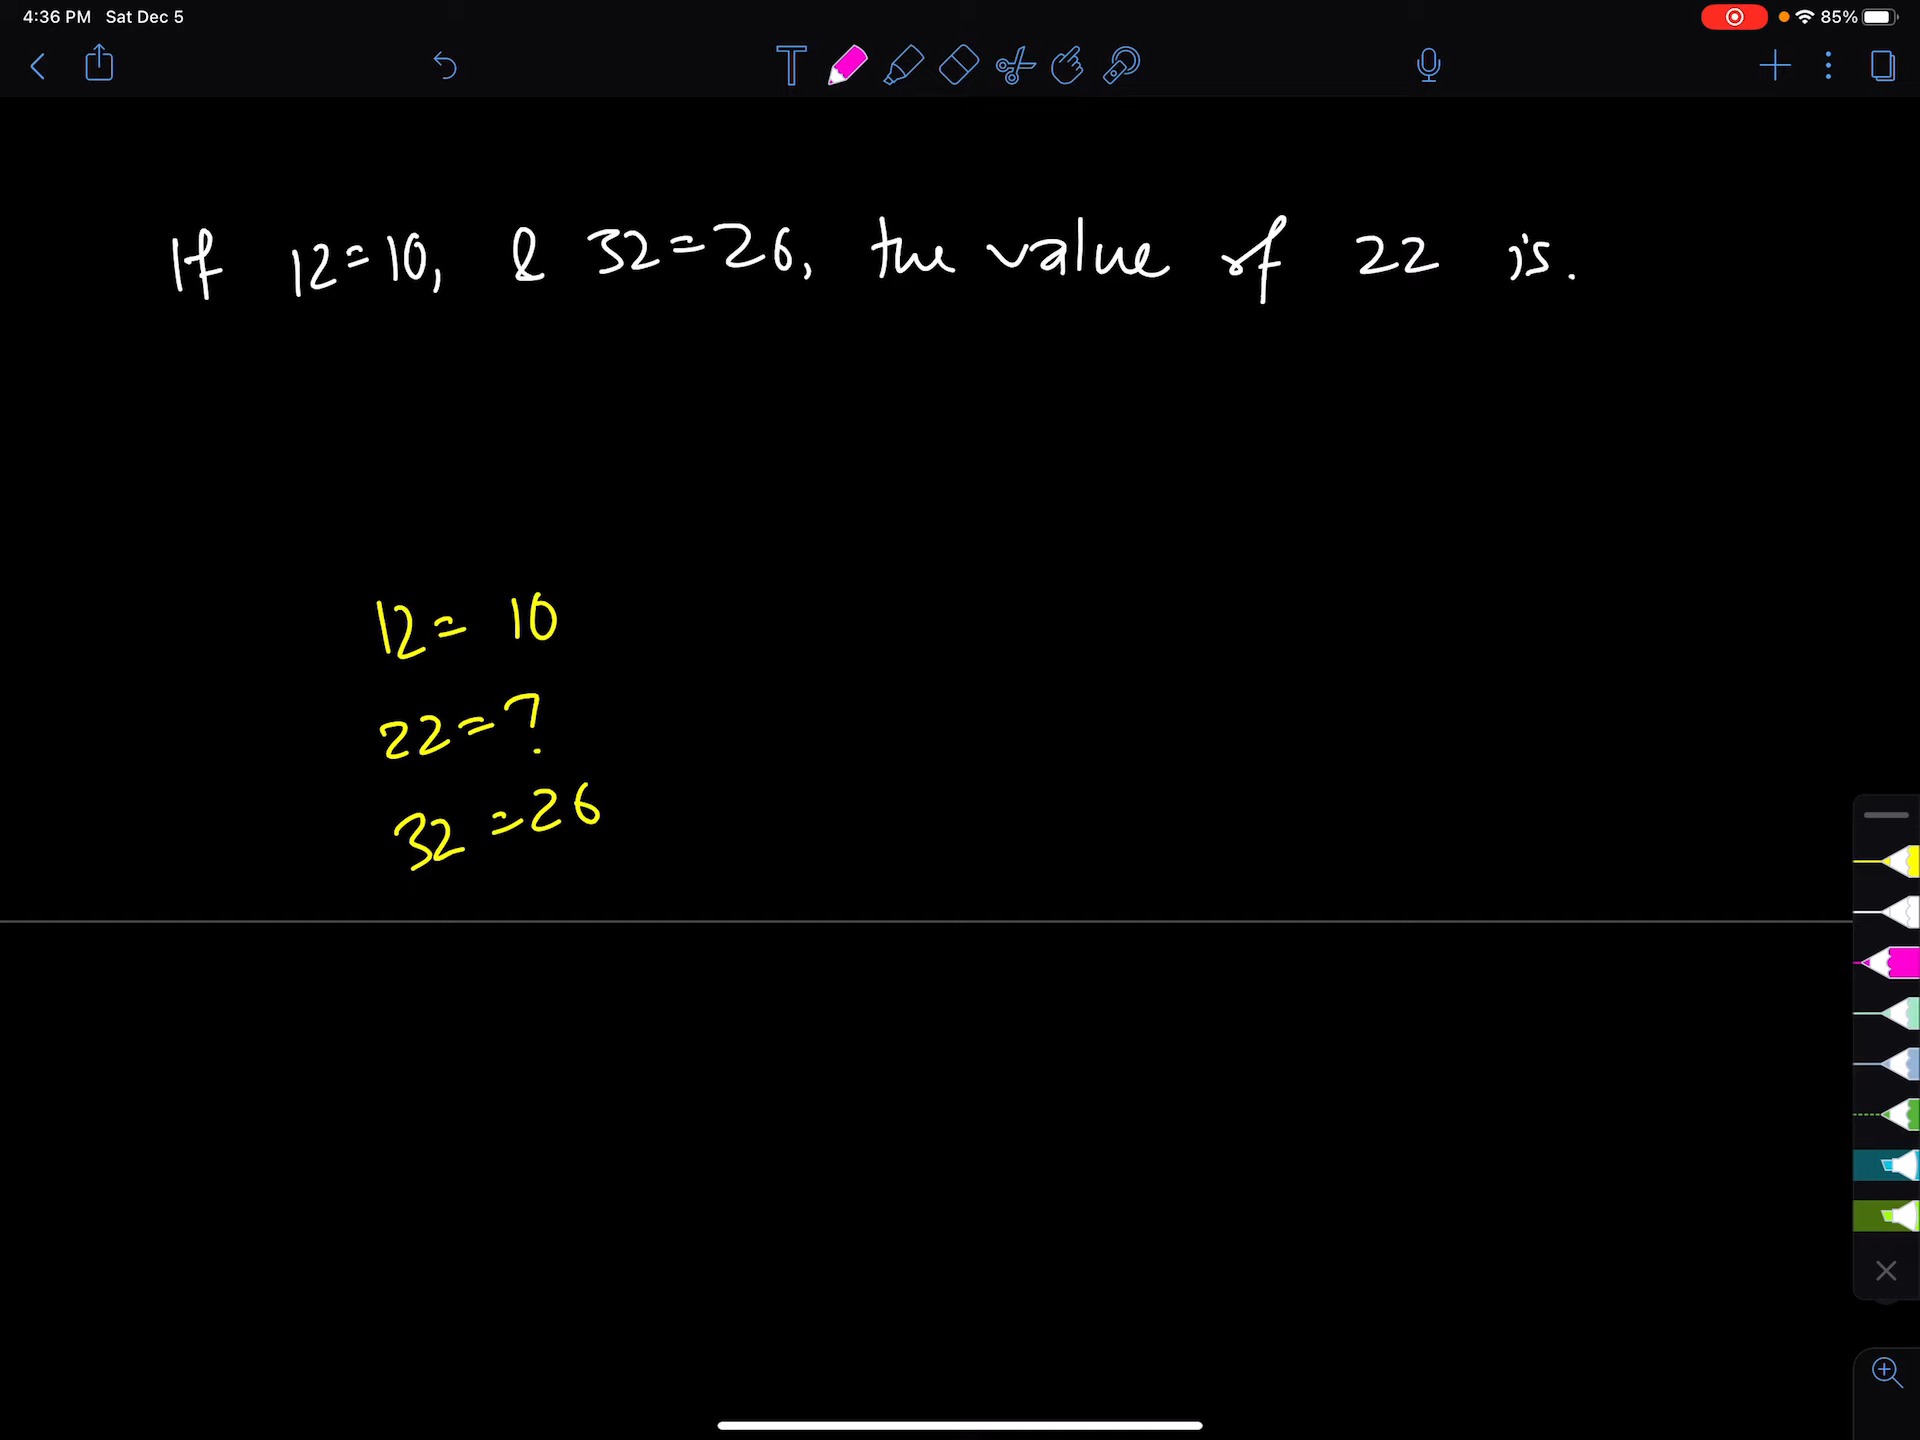 4:36 PM Sat Dec 5
85%
T
If 12=10, & 32=26, the value of 22 is.
12= 10
22=?
32 =26